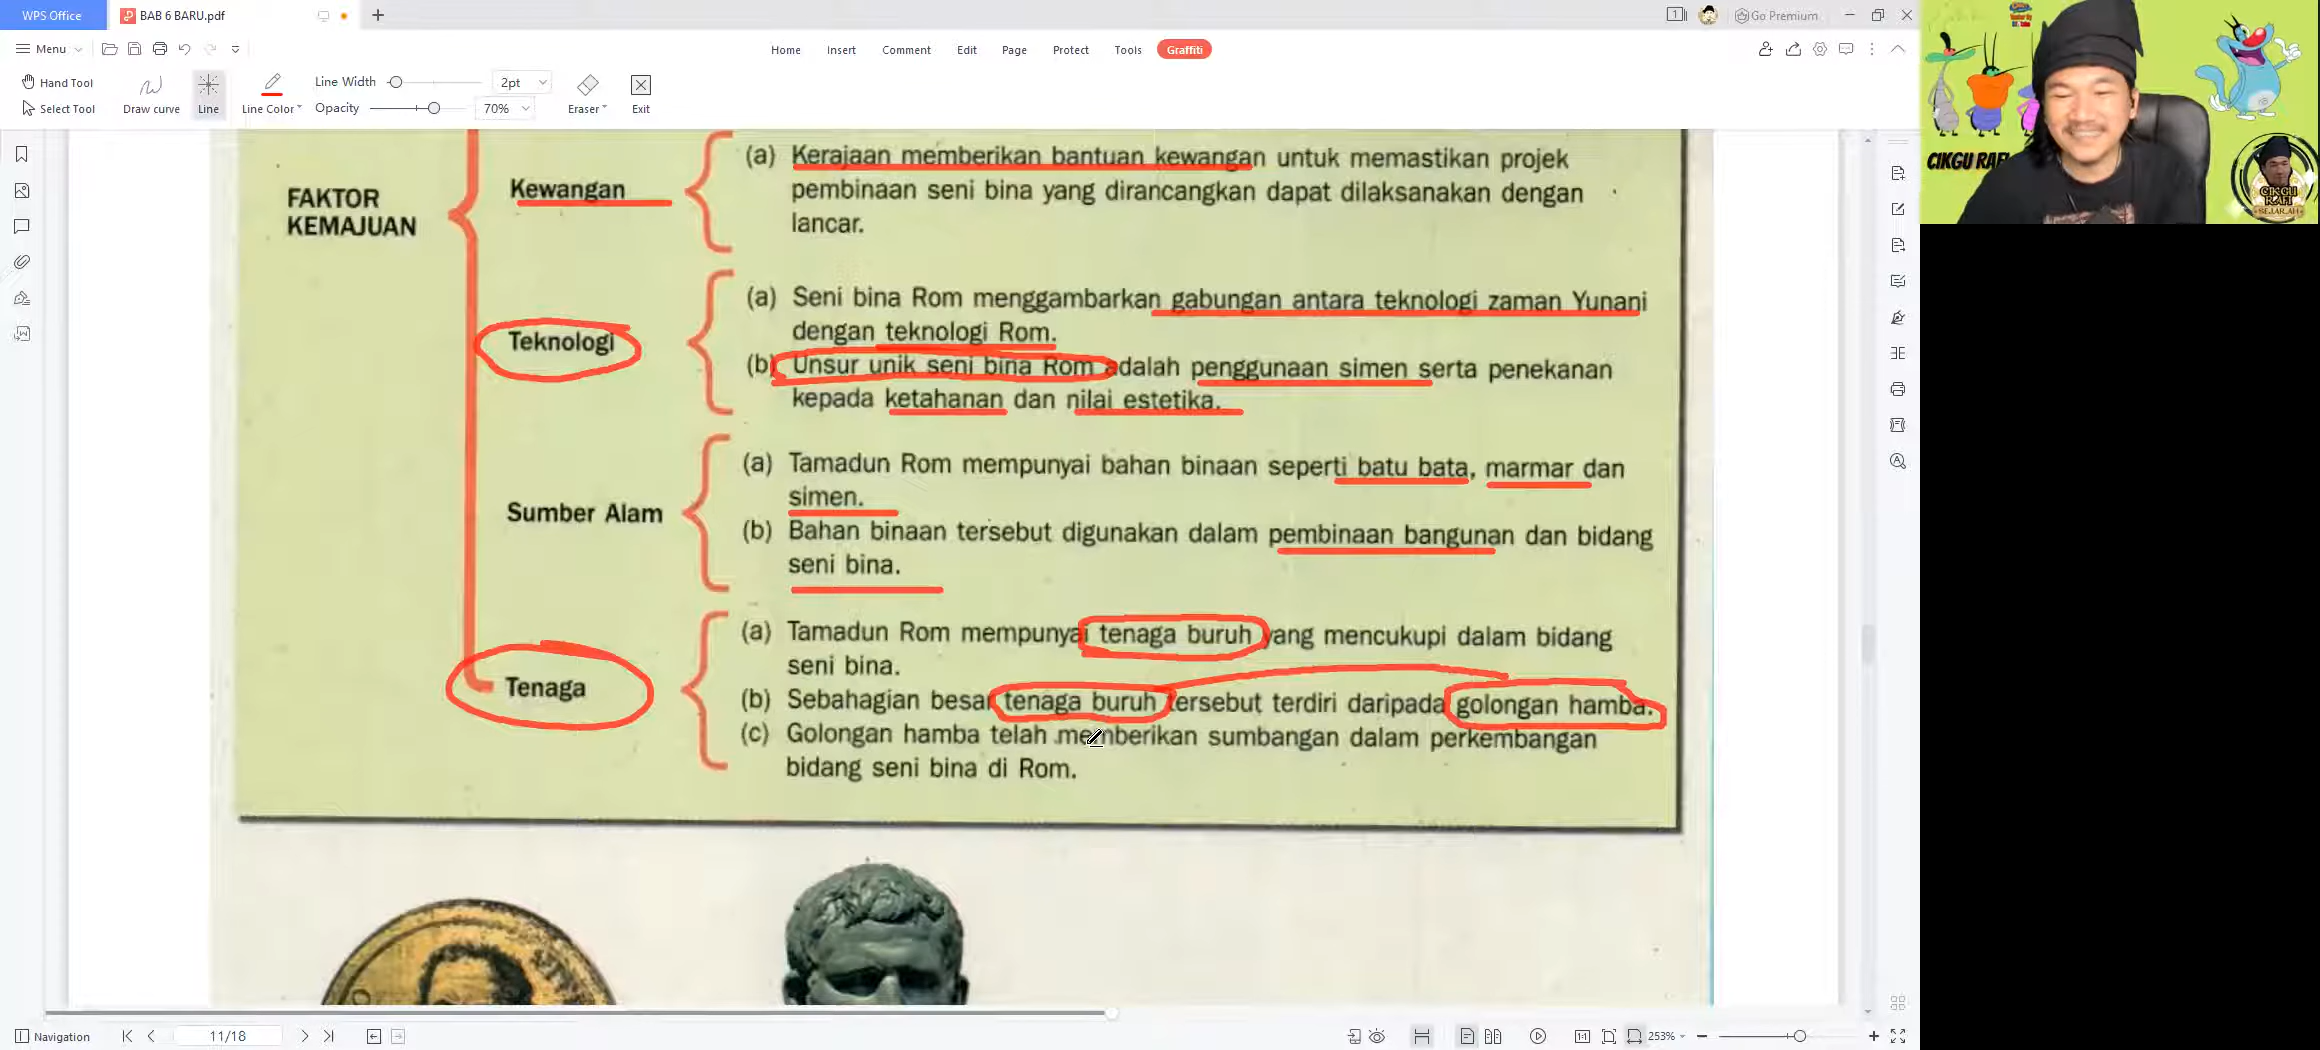 WPS Office
BAB 6 BARU.pdf
Go Premium
Menu
Home Insert Comment Edit Page Protect Tools Graffiti
Hand Tool
Select Tool
Draw curve
Line
Line Color
Line Width
2pt
Opacity
70%
Eraser
Exit
CIKGU RAFI
CIKGU
RAFI
SEJARAH
FAKTOR
KEMAJUAN
Kewangan
(a) Kerajaan memberikan bantuan kewangan untuk memastikan projek
pembinaan seni bina yang dirancangkan dapat dilaksanakan dengan
lancar.
Teknologi
(a) Seni bina Rom menggambarkan gabungan antara teknologi zaman Yunani
dengan teknologi Rom.
(b) Unsur unik seni bina Rom adalah penggunaan simen serta penekanan
kepada ketahanan dan nilai estetika.
Sumber Alam
(a) Tamadun Rom mempunyai bahan binaan seperti batu bata, marmar dan
simen.
(b) Bahan binaan tersebut digunakan dalam pembinaan bangunan dan bidang
seni bina.
Tenaga
(a) Tamadun Rom mempunyai tenaga buruh yang mencukupi dalam bidang
seni bina.
(b) Sebahagian besar tenaga buruh tersebut terdiri daripada golongan hamba.
(c) Golongan hamba telah memberikan sumbangan dalam perkembangan
bidang seni bina di Rom.
Navigation
11/18
253%